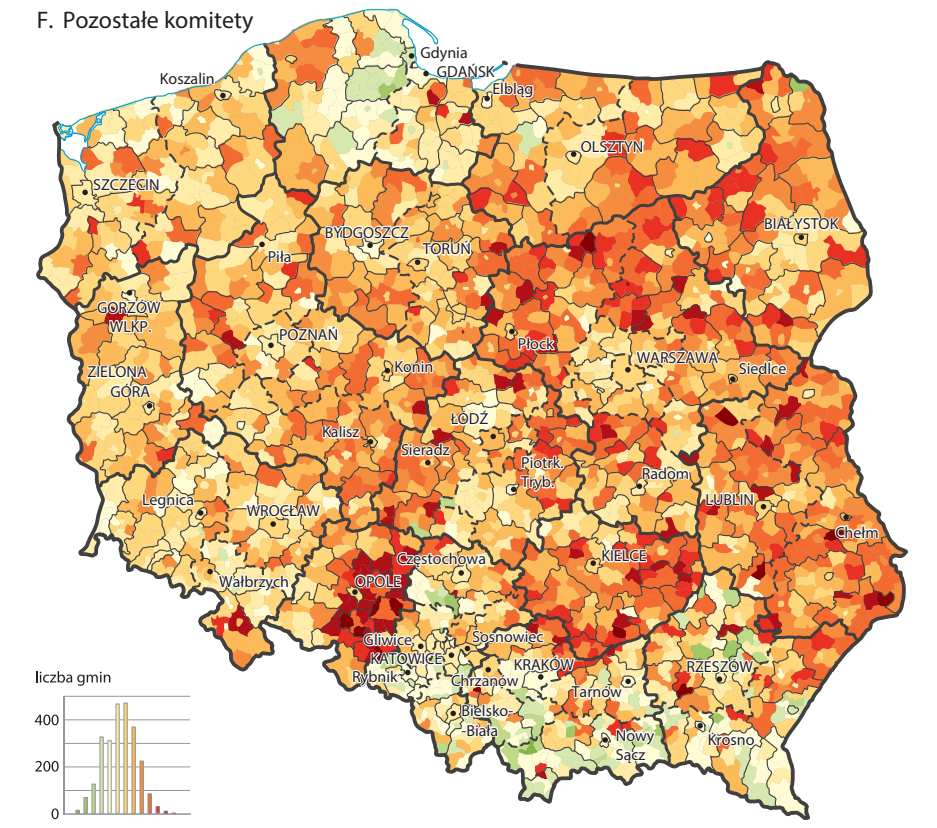 F. Pozostałe komitety
Gdynia
GDAŃSK
Koszalin
Elbląg
OLSZTYN
SZCZECIN
BIAŁYSTOK
BYDGOSZCZ
TORUŃ
Piła
GORZÓW
WLKP.
POZNAŃ
Płock
WARSZAWA
Siedlce
Konin
ZIELONA
GÓRA
ŁÓDŹ
Kalisz
Sieradz
Piotrk.
Tryb.
Radom
LUBLIN
Legnica
WROCŁAW
Chełm
KIELCE
Częstochowa
Wałbrzych
OPOLE
Gliwice
Sosnowiec
KATOWICE
KRAKÓW
RZESZÓW
Rybnik
Chrzanów
Tarnów
Bielsko-
-Biała
Nowy
Sącz
Krosno
liczba gmin
400
200
0